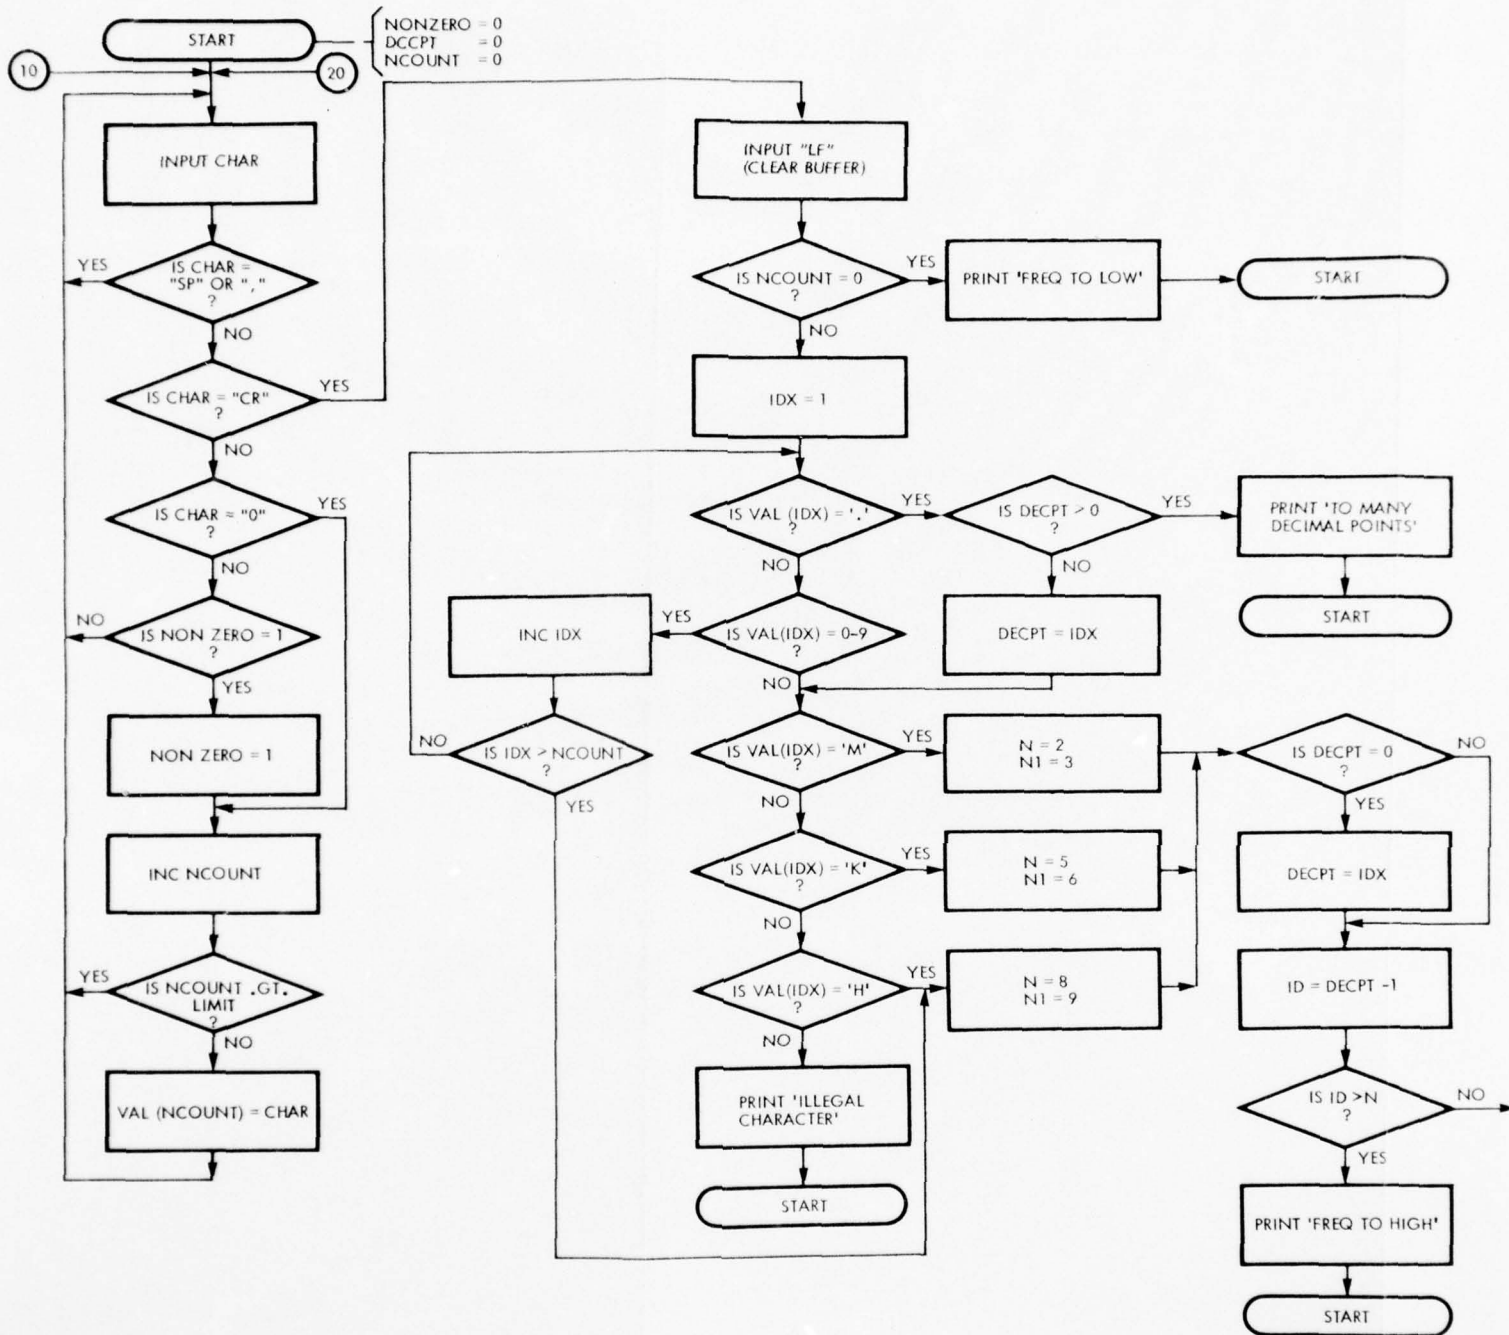 START
NONZERO = 0
DCCPT = 0
NCOUNT = 0
10
20
INPUT CHAR
IS CHAR =
"SP" OR ","
?
YES
NO
IS CHAR = "CR"
?
YES
NO
IS CHAR = "0"
?
YES
NO
IS NON ZERO = 1
?
NO
YES
NON ZERO = 1
INC NCOUNT
IS NCOUNT .GT.
LIMIT
?
YES
NO
VAL (NCOUNT) = CHAR
INPUT "LF"
(CLEAR BUFFER)
IS NCOUNT = 0
?
YES
NO
PRINT 'FREQ TO LOW'
START
IDX = 1
IS VAL (IDX) = '.'
?
YES
NO
IS DECPT > 0
?
YES
NO
PRINT 'TO MANY
DECIMAL POINTS'
START
DECPT = IDX
IS VAL(IDX) = 0-9
?
YES
NO
INC IDX
IS IDX > NCOUNT
?
NO
YES
IS VAL(IDX) = 'M'
?
YES
NO
N = 2
N1 = 3
IS VAL(IDX) = 'K'
?
YES
NO
N = 5
N1 = 6
IS VAL(IDX) = 'H'
?
YES
NO
N = 8
N1 = 9
PRINT 'ILLEGAL
CHARACTER'
START
IS DECPT = 0
?
NO
YES
DECPT = IDX
ID = DECPT -1
IS ID >N
?
NO
YES
PRINT 'FREQ TO HIGH'
START